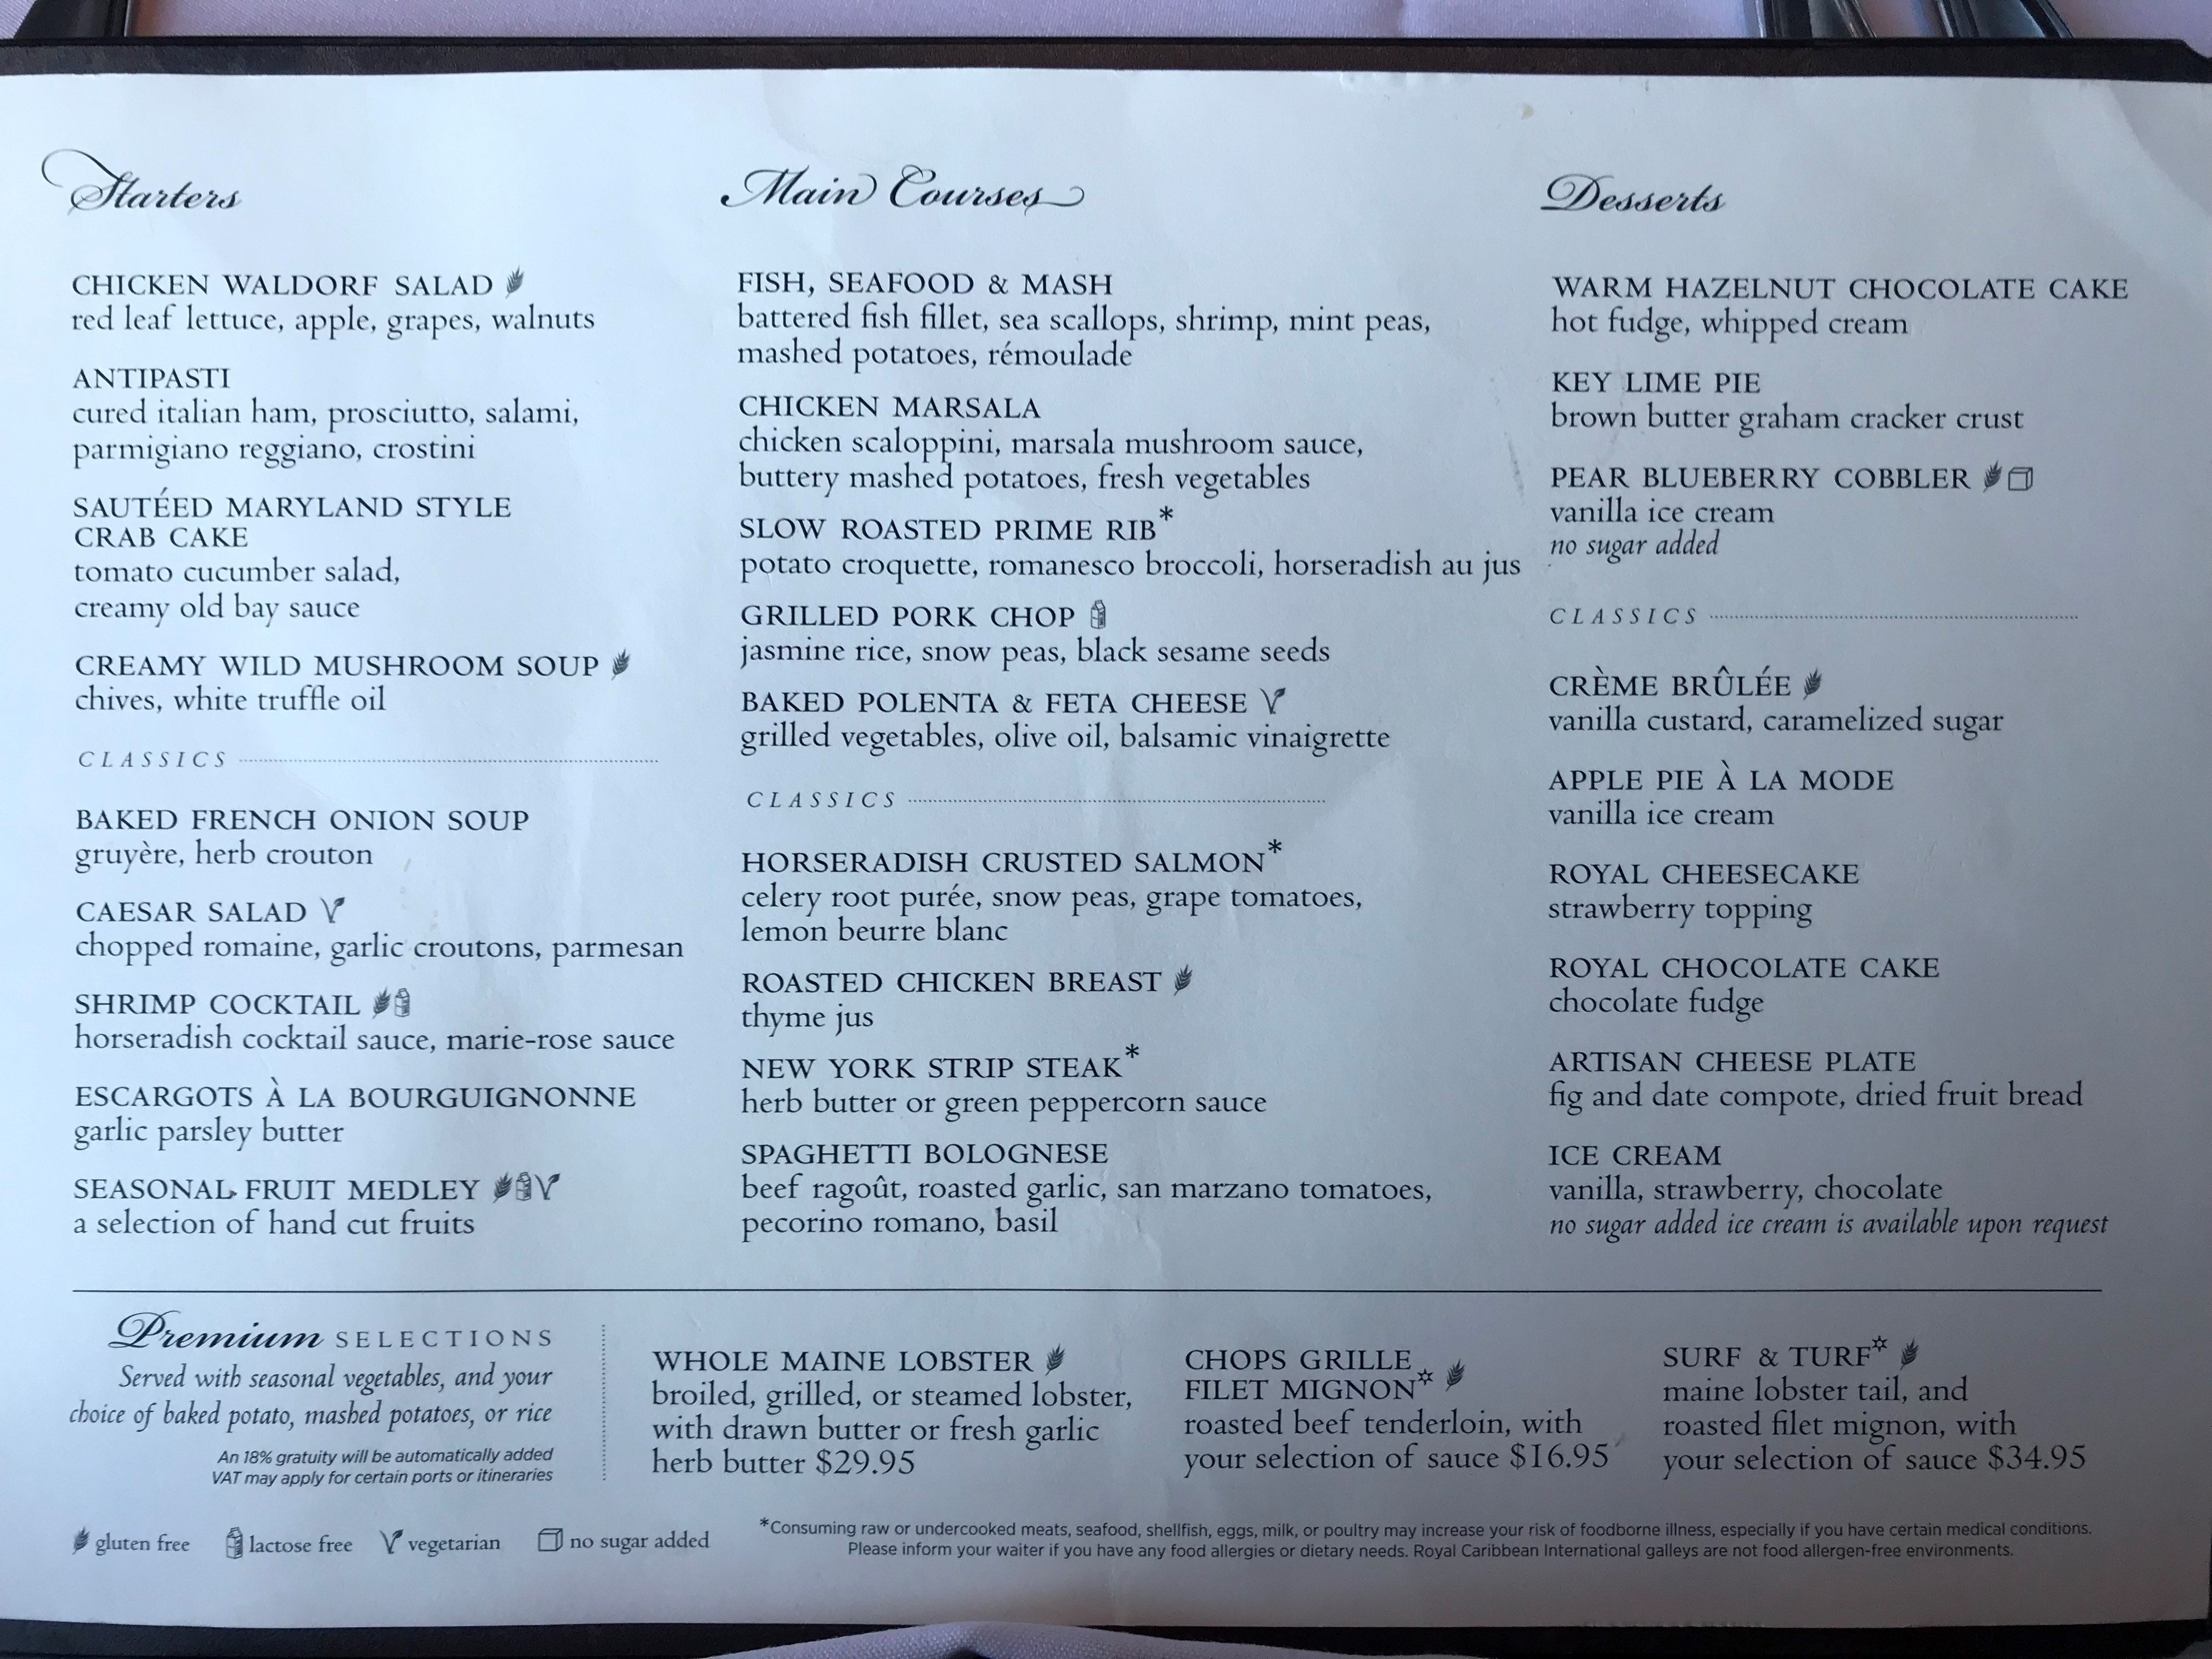 Starters
CHICKEN WALDORF SALAD
red leaf lettuce, apple, grapes, walnuts
ANTIPASTI
cured italian ham, prosciutto, salami,
parmigiano reggiano, crostini
SAUTÉED MARYLAND STYLE
CRAB CAKE
tomato cucumber salad,
creamy old bay sauce
CREAMY WILD MUSHROOM SOUP
chives, white truffle oil
CLASSICS
BAKED FRENCH ONION SOUP
gruyère, herb crouton
CAESAR SALAD
chopped romaine, garlic croutons, parmesan
SHRIMP COCKTAIL
horseradish cocktail sauce, marie-rose sauce
ESCARGOTS À LA BOURGUIGNONNE
garlic parsley butter
SEASONAL FRUIT MEDLEY
a selection of hand cut fruits
Main Courses
FISH, SEAFOOD & MASH
battered fish fillet, sea scallops, shrimp, mint peas,
mashed potatoes, rémoulade
CHICKEN MARSALA
chicken scaloppini, marsala mushroom sauce,
buttery mashed potatoes, fresh vegetables
SLOW ROASTED PRIME RIB*
potato croquette, romanesco broccoli, horseradish au jus
GRILLED PORK CHOP
jasmine rice, snow peas, black sesame seeds
BAKED POLENTA & FETA CHEESE
grilled vegetables, olive oil, balsamic vinaigrette
CLASSICS
HORSERADISH CRUSTED SALMON*
celery root purée, snow peas, grape tomatoes,
lemon beurre blanc
ROASTED CHICKEN BREAST
thyme jus
NEW YORK STRIP STEAK*
herb butter or green peppercorn sauce
SPAGHETTI BOLOGNESE
beef ragoût, roasted garlic, san marzano tomatoes,
pecorino romano, basil
Desserts
WARM HAZELNUT CHOCOLATE CAKE
hot fudge, whipped cream
KEY LIME PIE
brown butter graham cracker crust
PEAR BLUEBERRY COBBLER
vanilla ice cream
no sugar added
CLASSICS
CRÈME BRÛLÉE
vanilla custard, caramelized sugar
APPLE PIE À LA MODE
vanilla ice cream
ROYAL CHEESECAKE
strawberry topping
ROYAL CHOCOLATE CAKE
chocolate fudge
ARTISAN CHEESE PLATE
fig and date compote, dried fruit bread
ICE CREAM
vanilla, strawberry, chocolate
no sugar added ice cream is available upon request
Premium SELECTIONS
Served with seasonal vegetables, and your
choice of baked potato, mashed potatoes, or rice
An 18% gratuity will be automatically added
VAT may apply for certain ports or itineraries
WHOLE MAINE LOBSTER
broiled, grilled, or steamed lobster,
with drawn butter or fresh garlic
herb butter $29.95
CHOPS GRILLE
FILET MIGNON*
roasted beef tenderloin, with
your selection of sauce $16.95
SURF & TURF*
maine lobster tail, and
roasted filet mignon, with
your selection of sauce $34.95
gluten free lactose free vegetarian no sugar added
*Consuming raw or undercooked meats, seafood, shellfish, eggs, milk, or poultry may increase your risk of foodborne illness, especially if you have certain medical conditions.
Please inform your waiter if you have any food allergies or dietary needs. Royal Caribbean International galleys are not food allergen-free environments.